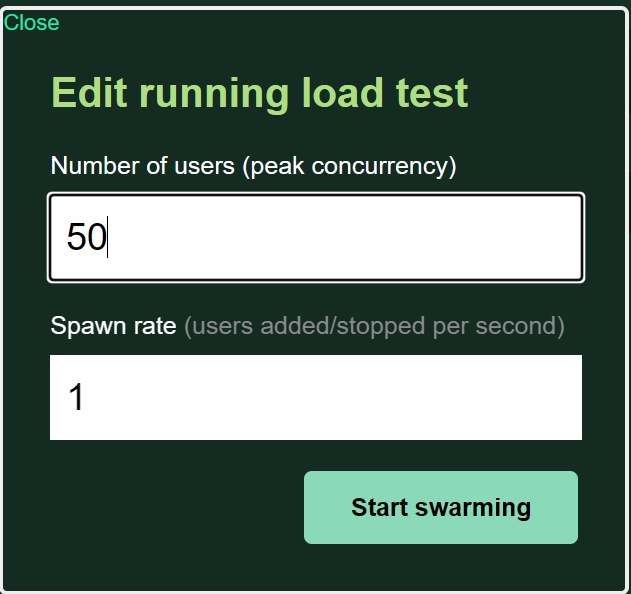 Close
Edit running load test
Number of users (peak concurrency)
50
Spawn rate (users added/stopped per second)
1
Start swarming